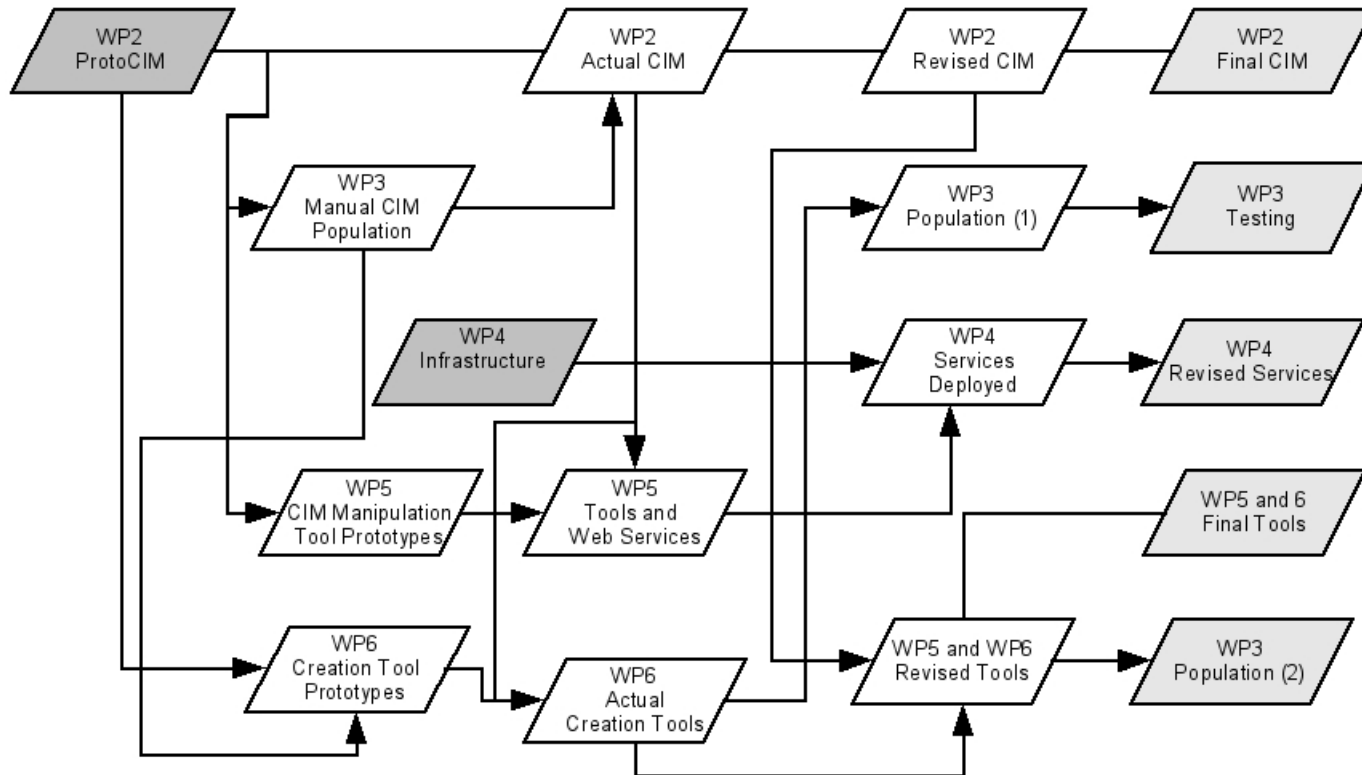 WP2
ProtoCIM
WP2
Actual CIM
WP2
Revised CIM
WP2
Final CIM
WP3
Manual CIM
Population
WP3
Population (1)
WP3
Testing
WP4
Infrastructure
WP4
Services
Deployed
WP4
Revised Services
WP5
CIM Manipulation
Tool Prototypes
WP5
Tools and
Web Services
WP5 and 6
Final Tools
WP6
Creation Tool
Prototypes
WP6
Actual
Creation Tools
WP5 and WP6
Revised Tools
WP3
Population (2)